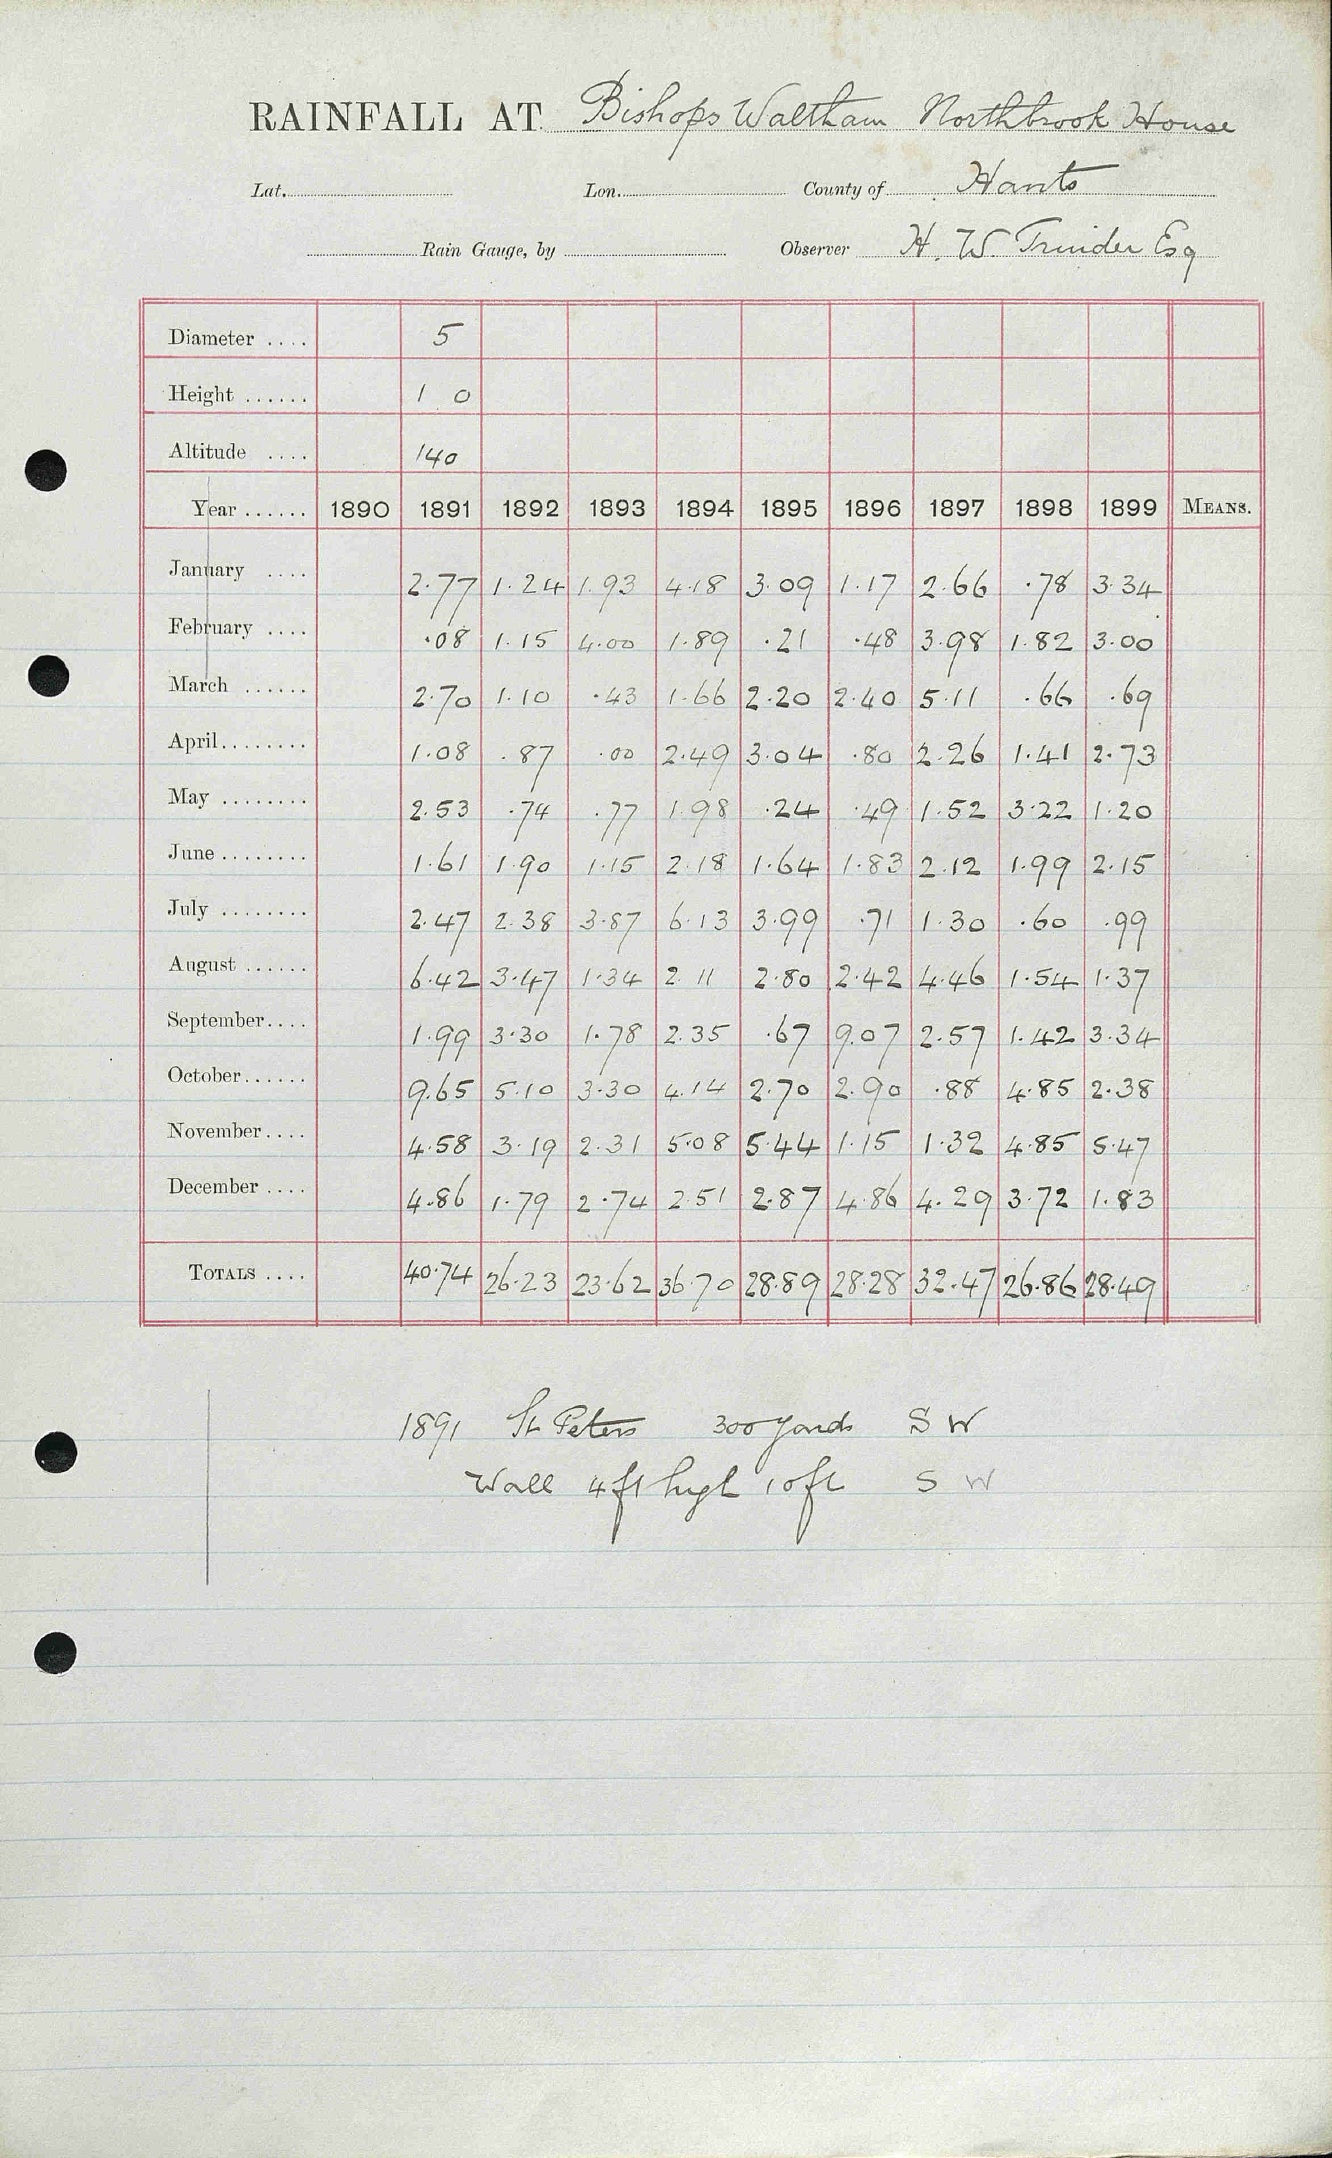 RAINFALL AT Bishops Waltham Northbrook House
Lat. Lon. County of Hants
Rain Gauge, by Observer H. W. Trinder Esq
Diameter .... 5
Height ...... 1 0
Altitude .... 140
Year ...... 1890 1891 1892 1893 1894 1895 1896 1897 1898 1899 MEANS.
January .... 2.77 1.24 1.93 4.18 3.09 1.17 2.66 .78 3.34
February .... .08 1.15 4.00 1.89 .21 .48 3.98 1.82 3.00
March ...... 2.70 1.10 .43 1.66 2.20 2.40 5.11 .66 .69
April........ 1.08 .87 .00 2.49 3.04 .80 2.26 1.41 2.73
May ........ 2.53 .74 .77 1.98 .24 .49 1.52 3.22 1.20
June ........ 1.61 1.90 1.15 2.18 1.64 1.83 2.12 1.99 2.15
July ........ 2.47 2.38 3.87 6.13 3.99 .71 1.30 .60 .99
August ...... 6.42 3.47 1.34 2.11 2.80 2.42 4.46 1.54 1.37
September.... 1.99 3.30 1.78 2.35 .67 9.07 2.57 1.42 3.34
October...... 9.65 5.10 3.30 4.14 2.70 2.90 .88 4.85 2.38
November.... 4.58 3.19 2.31 5.08 5.44 1.15 1.32 4.85 5.47
December .... 4.86 1.79 2.74 2.51 2.87 4.86 4.29 3.72 1.83
TOTALS .... 40.74 26.23 23.62 36.70 28.89 28.28 32.47 26.86 28.49
1891 St Peters 300 yards S W
Wall 4 ft high 10 ft S W